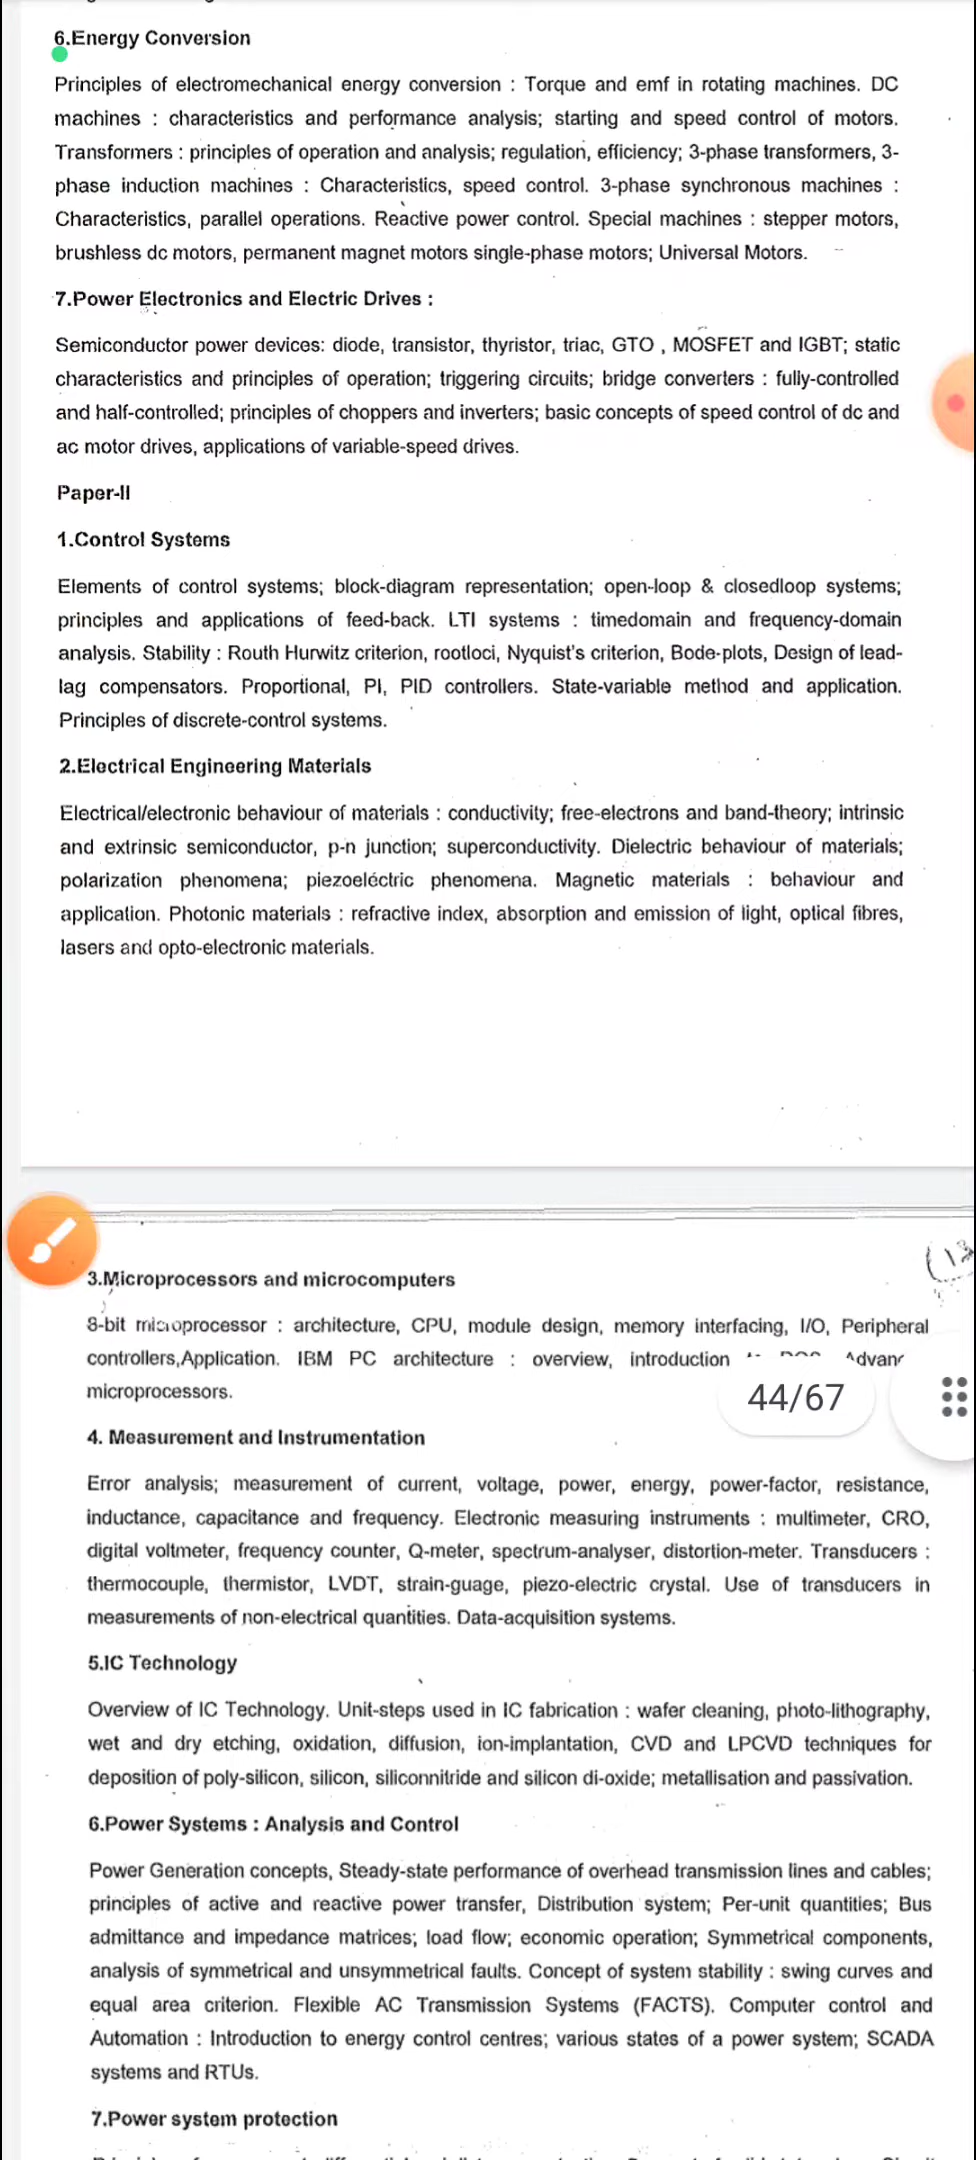 6.Energy Conversion
Principles of electromechanical energy conversion : Torque and emf in rotating machines. DC
machines : characteristics and performance analysis; starting and speed control of motors.
Transformers : principles of operation and analysis; regulation, efficiency; 3-phase transformers, 3-
phase induction machines : Characteristics, speed control. 3-phase synchronous machines :
Characteristics, parallel operations. Reactive power control. Special machines : stepper motors,
brushless dc motors, permanent magnet motors single-phase motors; Universal Motors.
7.Power Electronics and Electric Drives :
Semiconductor power devices: diode, transistor, thyristor, triac, GTO , MOSFET and IGBT; static
characteristics and principles of operation; triggering circuits; bridge converters : fully-controlled
and half-controlled; principles of choppers and inverters; basic concepts of speed control of dc and
ac motor drives, applications of variable-speed drives.
Paper-II
1.Control Systems
Elements of control systems; block-diagram representation; open-loop & closedloop systems;
principles and applications of feed-back. LTI systems : timedomain and frequency-domain
analysis. Stability : Routh Hurwitz criterion, rootloci, Nyquist's criterion, Bode-plots, Design of lead-
lag compensators. Proportional, PI, PID controllers. State-variable method and application.
Principles of discrete-control systems.
2.Electrical Engineering Materials
Electrical/electronic behaviour of materials : conductivity; free-electrons and band-theory; intrinsic
and extrinsic semiconductor, p-n junction; superconductivity. Dielectric behaviour of materials;
polarization phenomena; piezoelectric phenomena. Magnetic materials : behaviour and
application. Photonic materials : refractive index, absorption and emission of light, optical fibres,
lasers and opto-electronic materials.
3.Microprocessors and microcomputers
8-bit microprocessor : architecture, CPU, module design, memory interfacing, I/O, Peripheral
controllers,Application. IBM PC architecture : overview, introduction
microprocessors.
44/67
4. Measurement and Instrumentation
Error analysis; measurement of current, voltage, power, energy, power-factor, resistance,
inductance, capacitance and frequency. Electronic measuring instruments : multimeter, CRO,
digital voltmeter, frequency counter, Q-meter, spectrum-analyser, distortion-meter. Transducers :
thermocouple, thermistor, LVDT, strain-guage, piezo-electric crystal. Use of transducers in
measurements of non-electrical quantities. Data-acquisition systems.
5.IC Technology
Overview of IC Technology. Unit-steps used in IC fabrication : wafer cleaning, photo-lithography,
wet and dry etching, oxidation, diffusion, ion-implantation, CVD and LPCVD techniques for
deposition of poly-silicon, silicon, siliconnitride and silicon di-oxide; metallisation and passivation.
6.Power Systems : Analysis and Control
Power Generation concepts, Steady-state performance of overhead transmission lines and cables;
principles of active and reactive power transfer, Distribution system; Per-unit quantities; Bus
admittance and impedance matrices; load flow; economic operation; Symmetrical components,
analysis of symmetrical and unsymmetrical faults. Concept of system stability : swing curves and
equal area criterion. Flexible AC Transmission Systems (FACTS). Computer control and
Automation : Introduction to energy control centres; various states of a power system; SCADA
systems and RTUs.
7.Power system protection